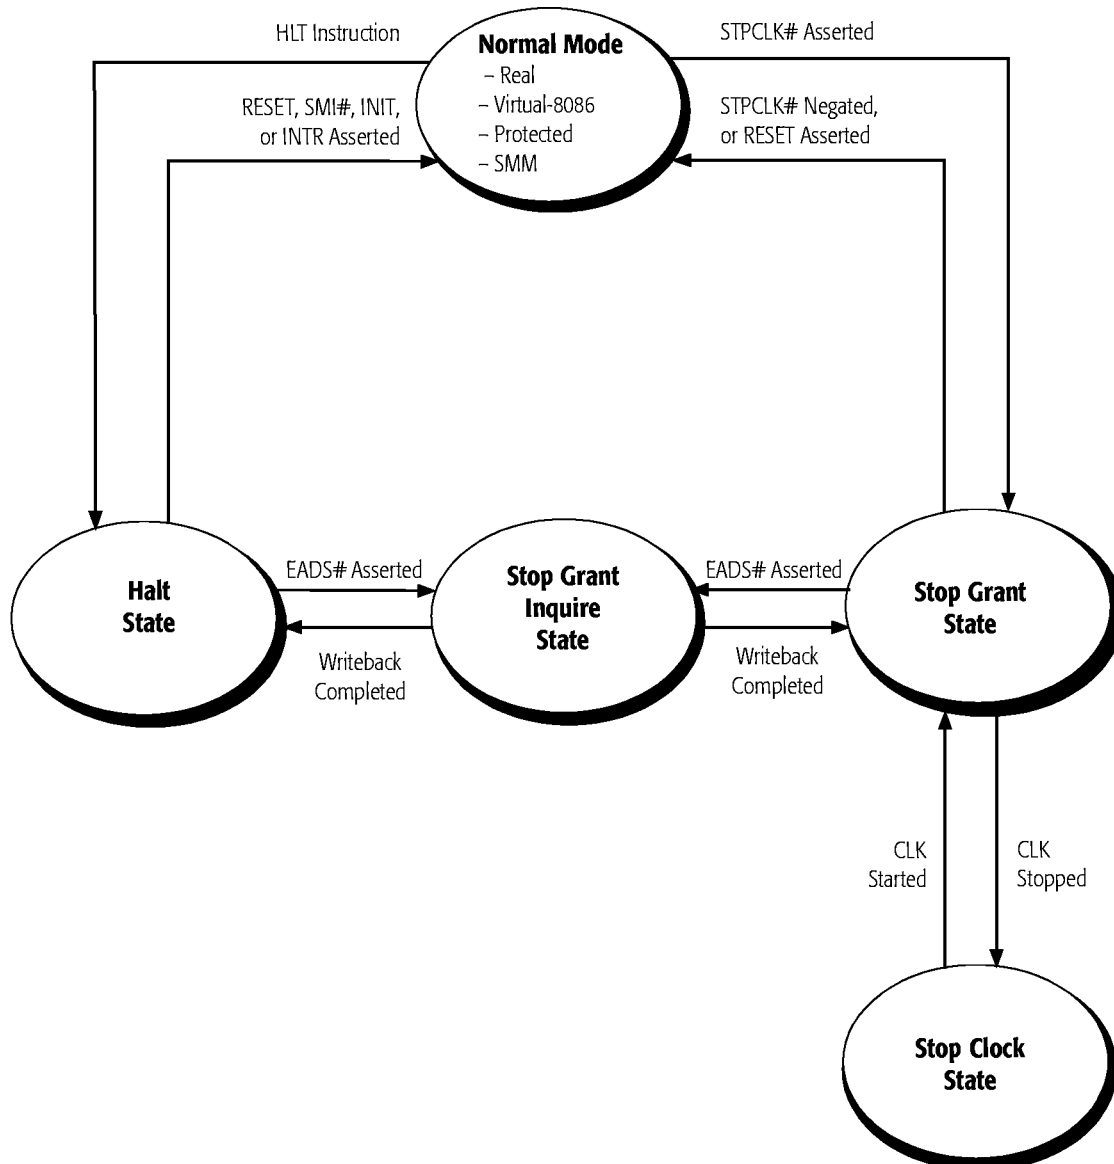 HLT Instruction
Normal Mode
– Real
– Virtual-8086
– Protected
– SMM
STPCLK# Asserted
RESET, SMI#, INIT,
or INTR Asserted
STPCLK# Negated,
or RESET Asserted
Halt
State
EADS# Asserted
Writeback
Completed
Stop Grant
Inquire
State
EADS# Asserted
Writeback
Completed
Stop Grant
State
CLK
Started
CLK
Stopped
Stop Clock
State